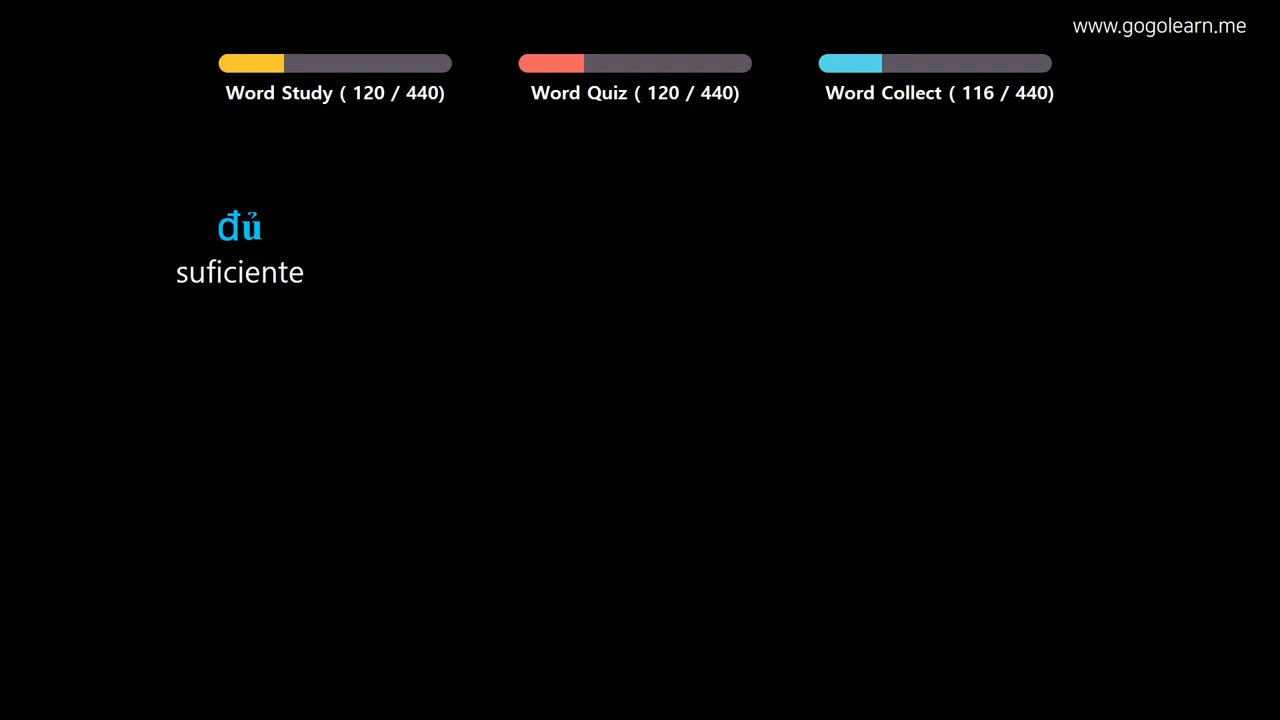 www.gogolearn.me
Word Study ( 120 / 440)
Word Quiz ( 120 / 440)
Word Collect ( 116 / 440)
đủ
suficiente